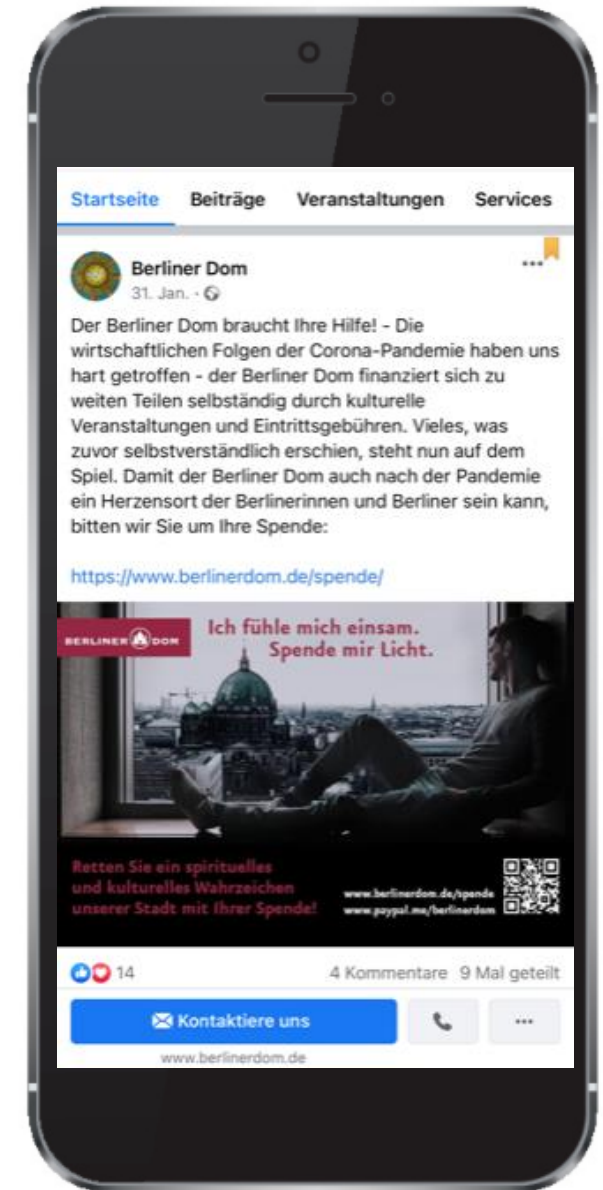 Startseite Beiträge Veranstaltungen Services
Berliner Dom
31. Jan. ·
Der Berliner Dom braucht Ihre Hilfe! - Die
wirtschaftlichen Folgen der Corona-Pandemie haben uns
hart getroffen - der Berliner Dom finanziert sich zu
weiten Teilen selbständig durch kulturelle
Veranstaltungen und Eintrittsgebühren. Vieles, was
zuvor selbstverständlich erschien, steht nun auf dem
Spiel. Damit der Berliner Dom auch nach der Pandemie
ein Herzensort der Berlinerinnen und Berliner sein kann,
bitten wir Sie um Ihre Spende:
https://www.berlinerdom.de/spende/
BERLINER DOM
Ich fühle mich einsam.
Spende mir Licht.
Retten Sie ein spirituelles
und kulturelles Wahrzeichen
unserer Stadt mit Ihrer Spende!
www.berlinerdom.de/spende
www.paypal.me/berlinerdom
14 4 Kommentare 9 Mal geteilt
Kontaktiere uns
www.berlinerdom.de